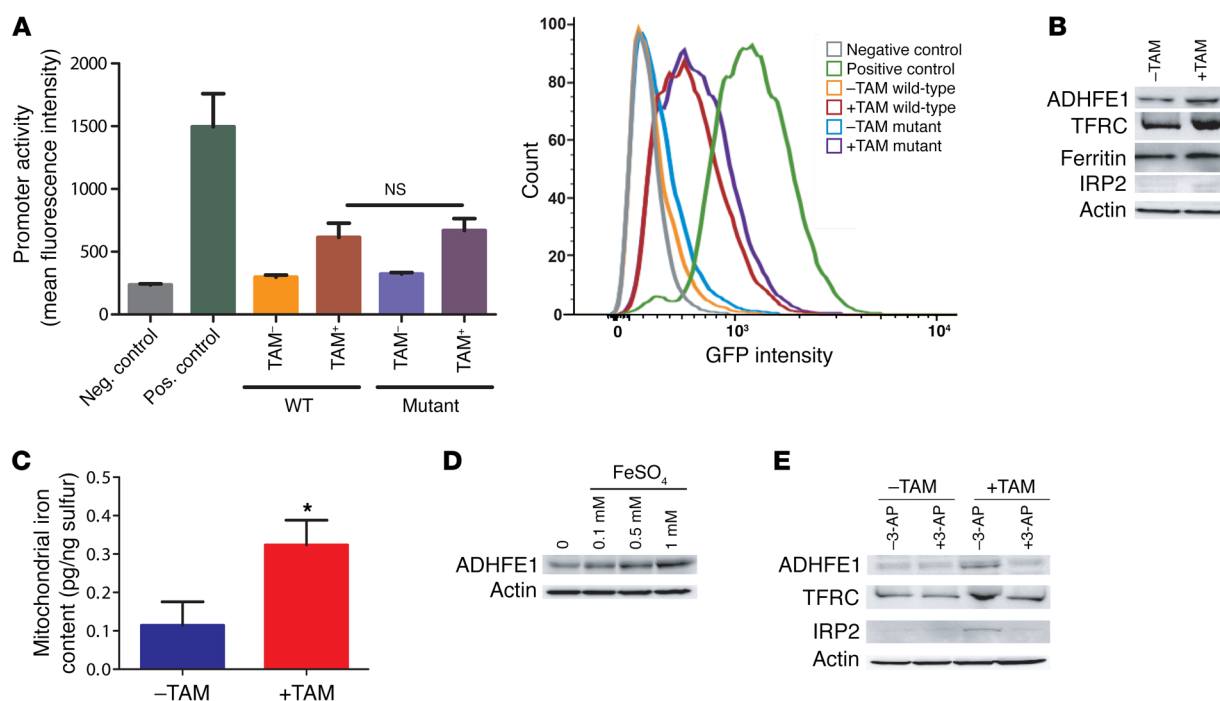 A
Promoter activity
(mean fluorescence intensity)
2000
1500
1000
500
0
NS
Neg. control
Pos. control
TAM⁻
TAM⁺
TAM⁻
TAM⁺
WT
Mutant
Count
100
80
60
40
20
0
0
10³
10⁴
GFP intensity
Negative control
Positive control
–TAM wild-type
+TAM wild-type
–TAM mutant
+TAM mutant
B
–TAM
+TAM
ADHFE1
TFRC
Ferritin
IRP2
Actin
C
Mitochondrial iron
content (pg/ng sulfur)
0.5
0.4
0.3
0.2
0.1
0.0
*
–TAM
+TAM
D
FeSO₄
0
0.1 mM
0.5 mM
1 mM
ADHFE1
Actin
E
–TAM +TAM
–3-AP
+3-AP
–3-AP
+3-AP
ADHFE1
TFRC
IRP2
Actin